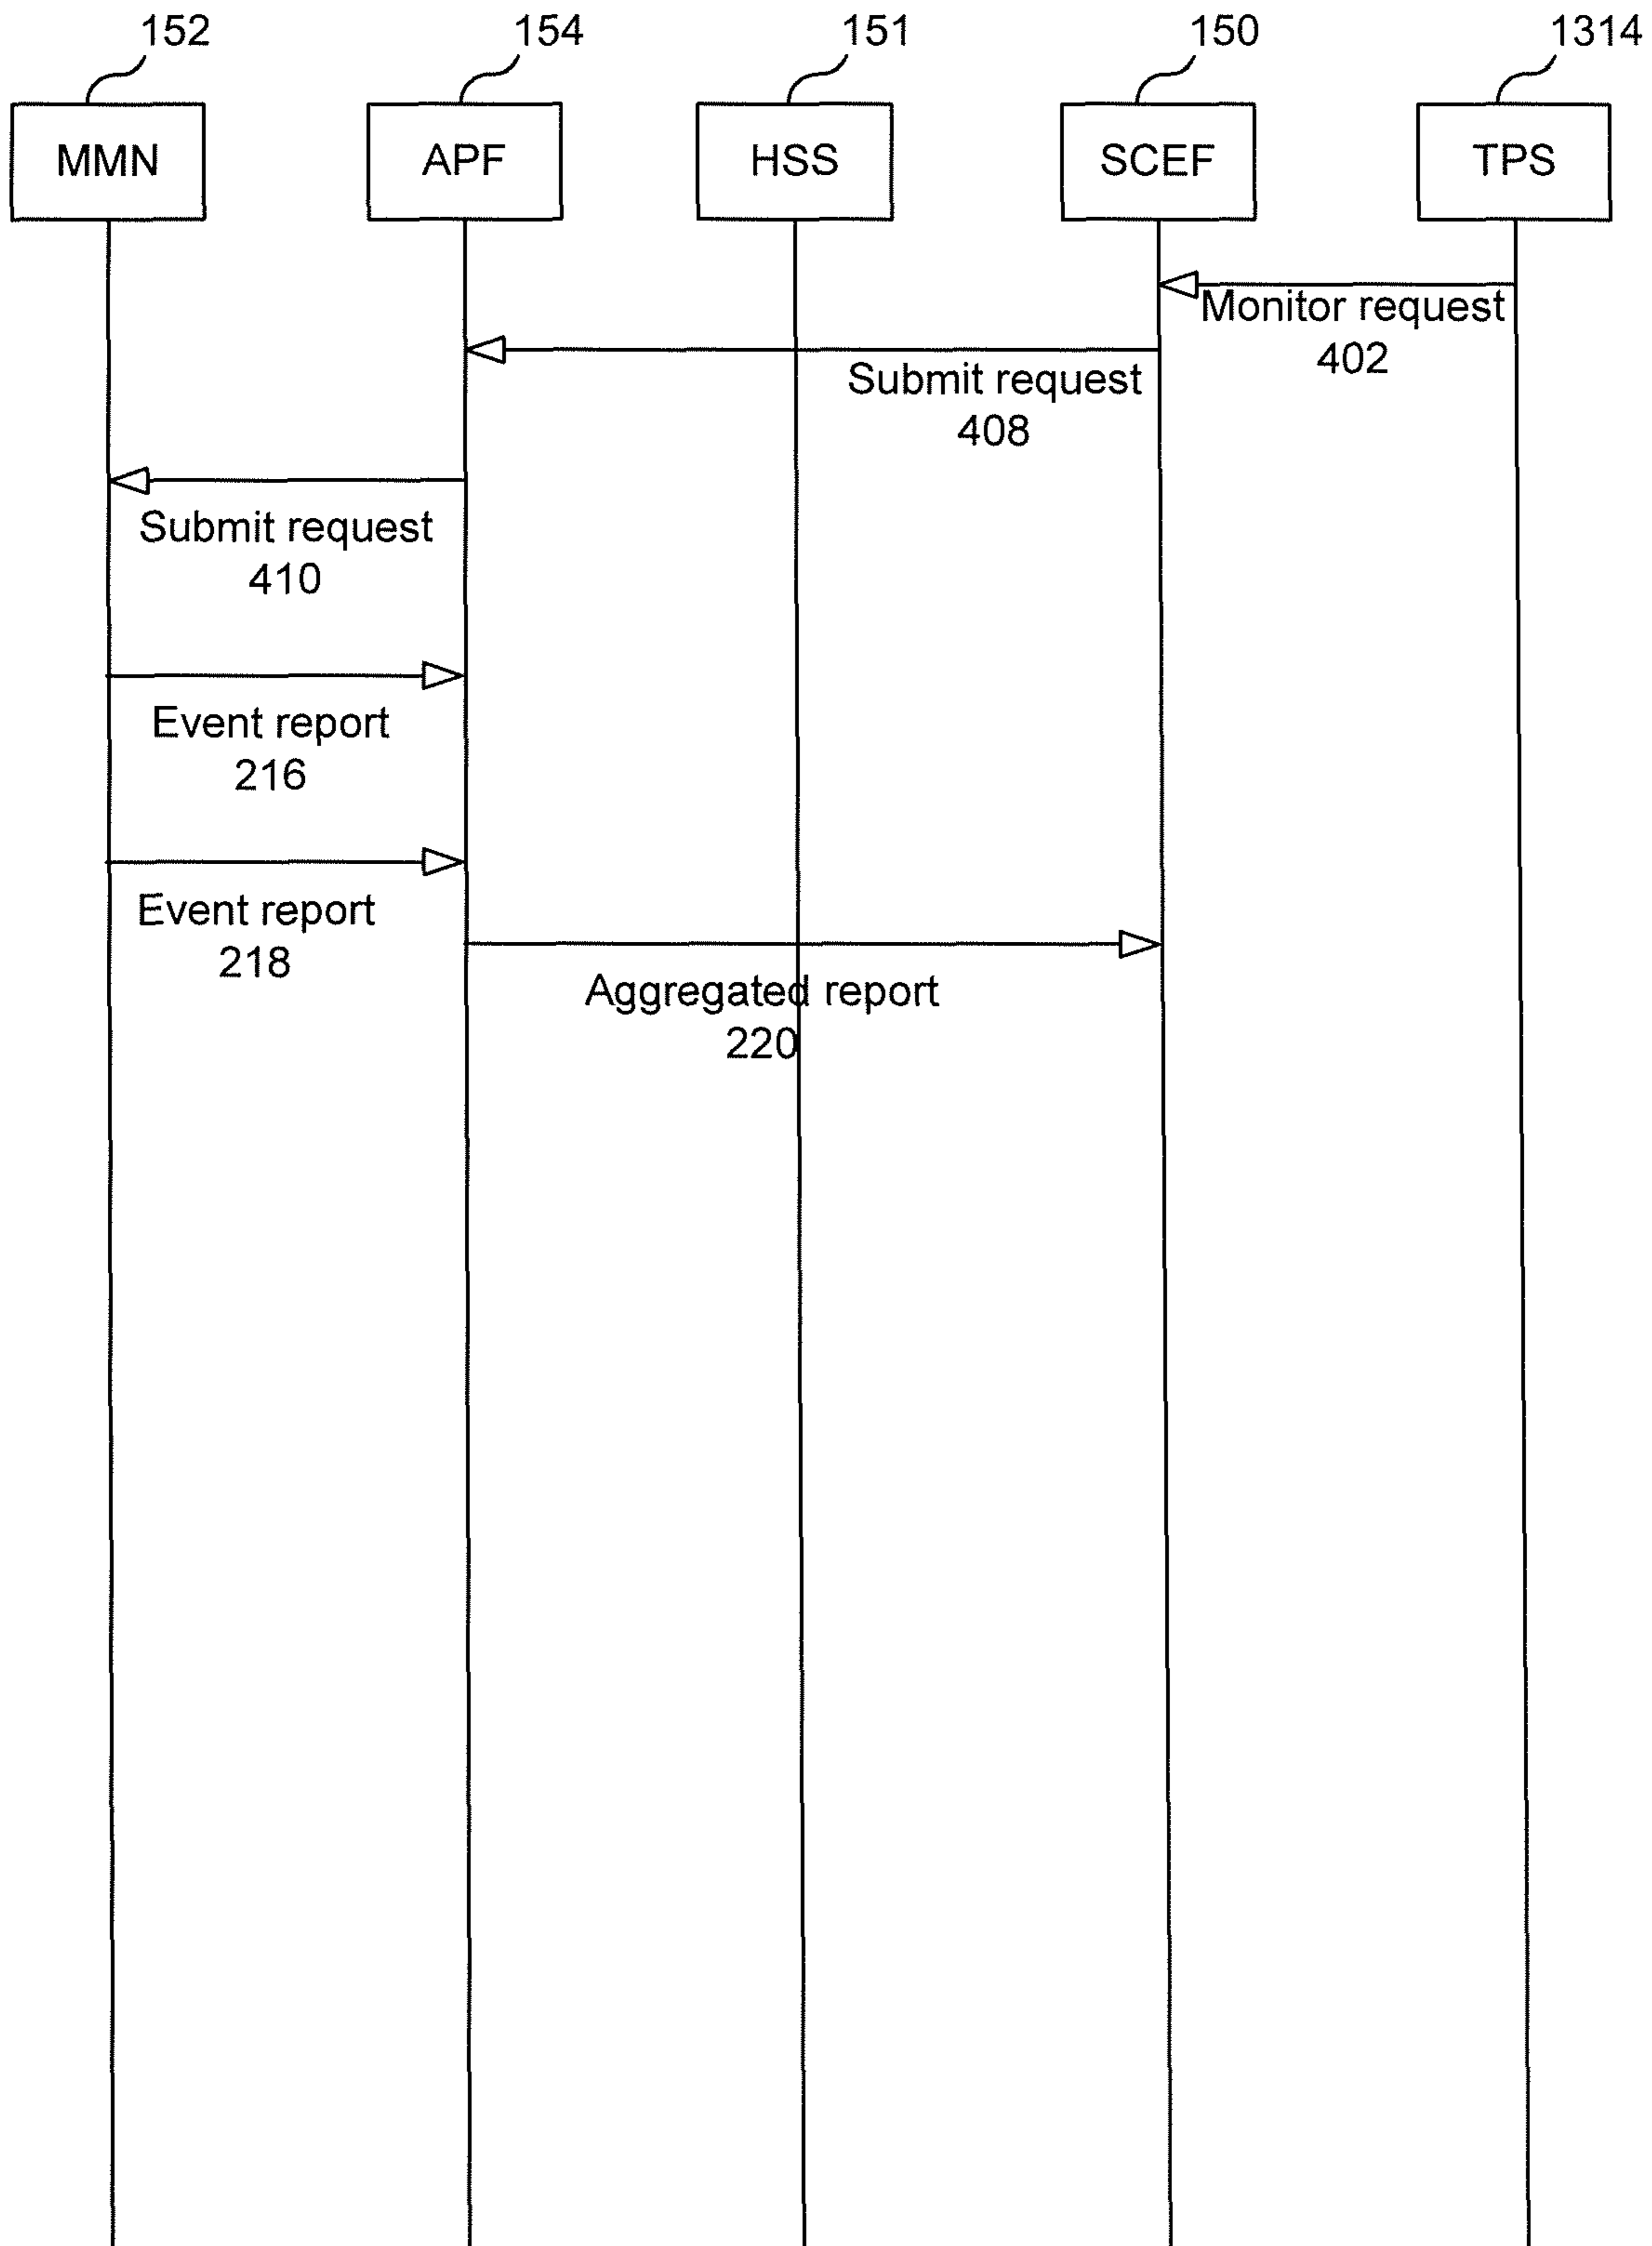 152
154
151
150
1314
MMN
APF
HSS
SCEF
TPS
Monitor request
402
Submit request
408
Submit request
410
Event report
216
Event report
218
Aggregated report
220